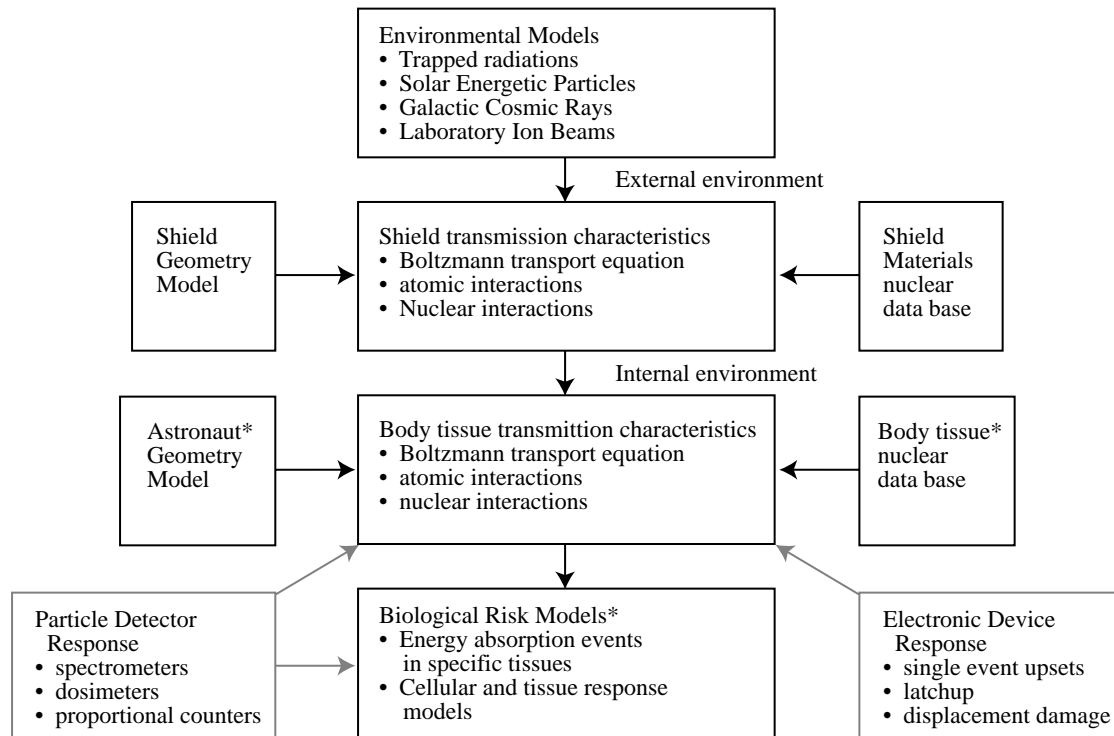 Environmental Models
• Trapped radiations
• Solar Energetic Particles
• Galactic Cosmic Rays
• Laboratory Ion Beams
External environment
Shield
Geometry
Model
Shield transmission characteristics
• Boltzmann transport equation
• atomic interactions
• Nuclear interactions
Shield
Materials
nuclear
data base
Internal environment
Astronaut*
Geometry
Model
Body tissue transmittion characteristics
• Boltzmann transport equation
• atomic interactions
• nuclear interactions
Body tissue*
nuclear
data base
Particle Detector
Response
• spectrometers
• dosimeters
• proportional counters
Biological Risk Models*
• Energy absorption events
in specific tissues
• Cellular and tissue response
models
Electronic Device
Response
• single event upsets
• latchup
• displacement damage